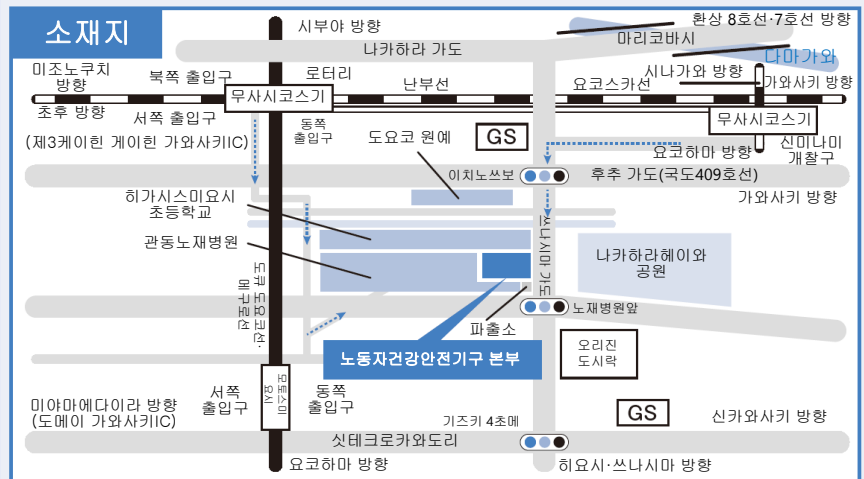 소재지
시부야 방향
환상 8호선·7호선 방향
나카하라 가도
마리코바시
다마가와
미조노쿠치
방향
북쪽 출입구
로터리
난부선
요코스카선
시나가와 방향
가와사키 방향
무사시코스기
초후 방향
서쪽 출입구
동쪽
출입구
무사시코스기
(제3케이힌 게이힌 가와사키IC)
도요코 원예
GS
요코하마 방향
신미나미
개찰구
이치노쓰보
후추 가도(국도409호선)
가와사키 방향
히가시스미요시
초등학교
관동노재병원
쓰나시마 가도
나카하라헤이와
공원
도큐 도요코선·
메구로선
노재병원앞
파출소
노동자건강안전기구 본부
오리진
도시락
모토스미
요시
서쪽
출입구
동쪽
출입구
미야마에다이라 방향
(도메이 가와사키IC)
기즈키 4초메
GS
신카와사키 방향
싯테크로카와도리
요코하마 방향
히요시·쓰나시마 방향